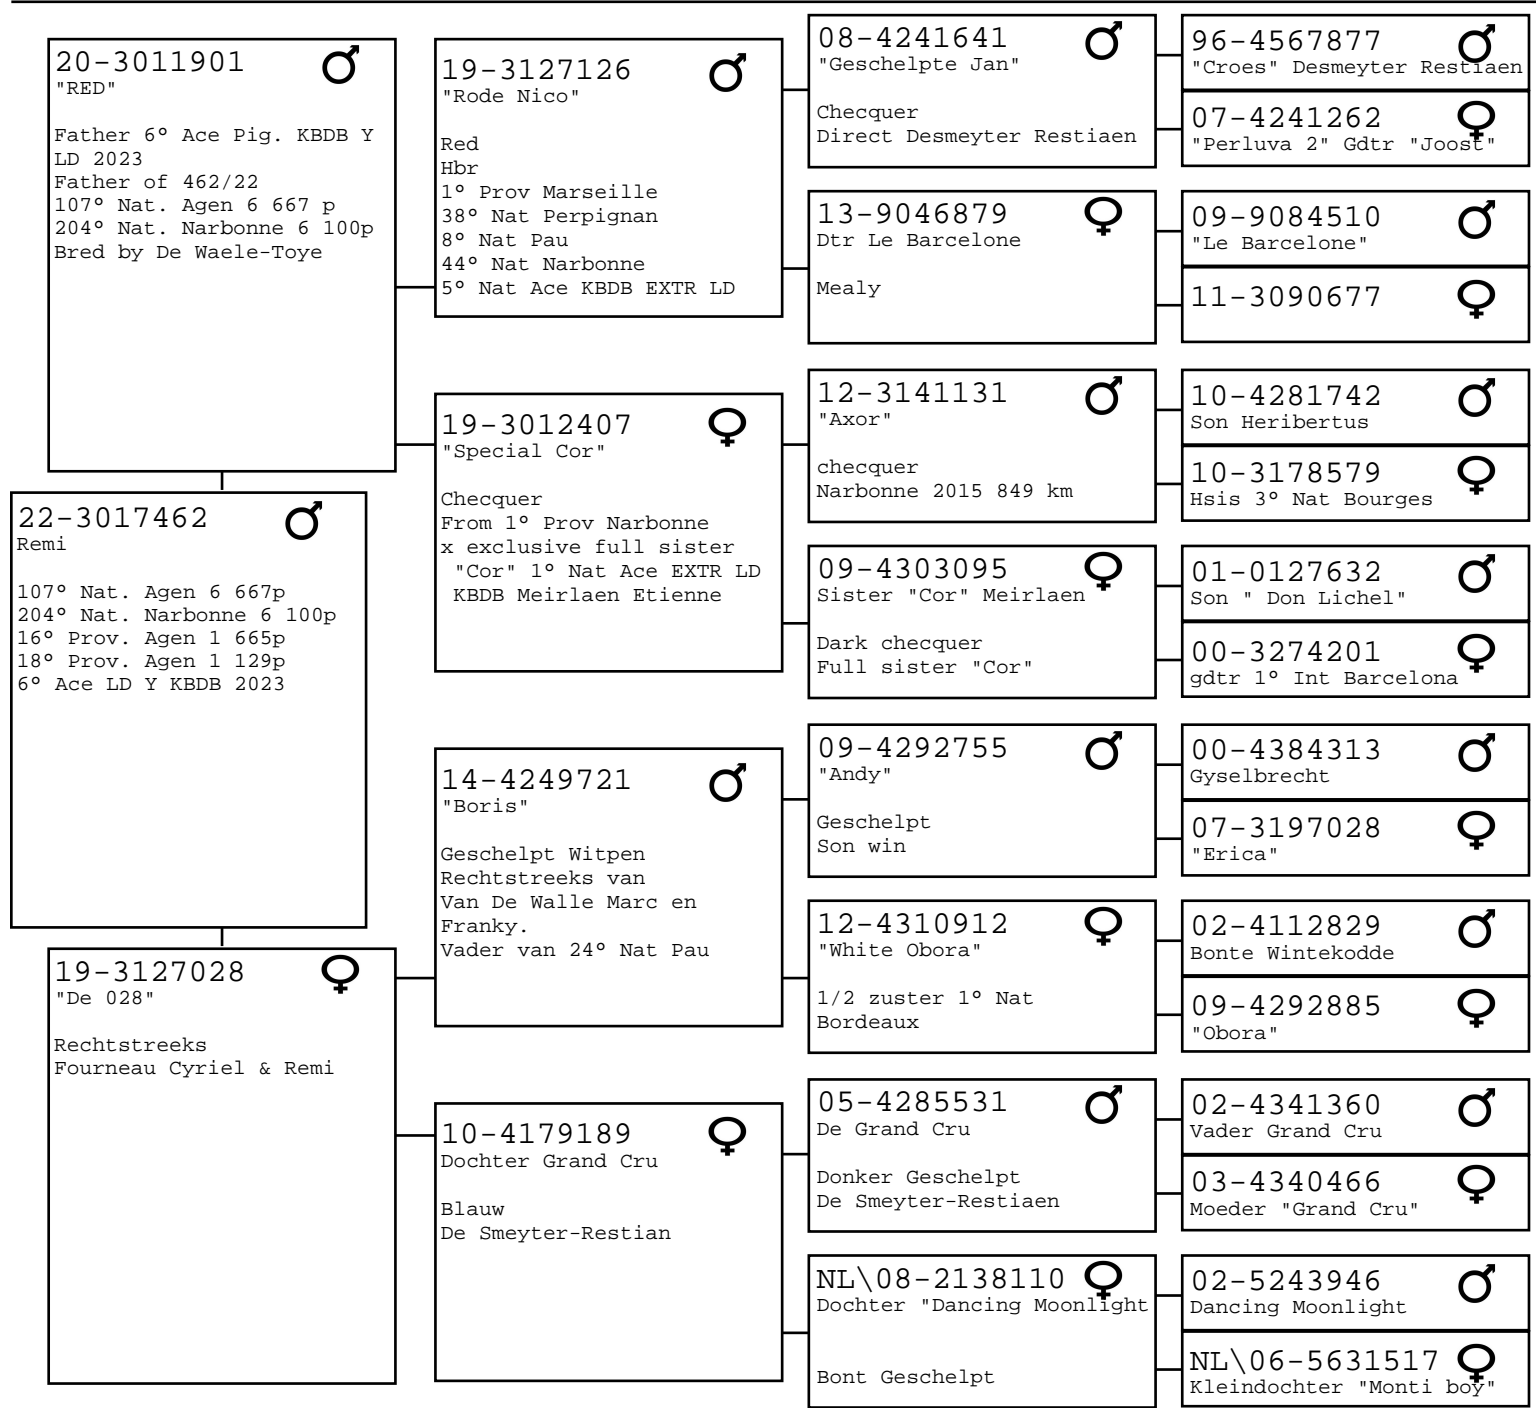 20-3011901
"RED"
Father 6° Ace Pig. KBDB Y
LD 2023
Father of 462/22
107° Nat. Agen 6 667 p
204° Nat. Narbonne 6 100p
Bred by De Waele-Toye
22-3017462
Remi
107° Nat. Agen 6 667p
204° Nat. Narbonne 6 100p
16° Prov. Agen 1 665p
18° Prov. Agen 1 129p
6° Ace LD Y KBDB 2023
19-3127028
"De 028"
Rechtstreeks
Fourneau Cyriel & Remi
19-3127126
"Rode Nico"
Red
Hbr
1° Prov Marseille
38° Nat Perpignan
8° Nat Pau
44° Nat Narbonne
5° Nat Ace KBDB EXTR LD
19-3012407
"Special Cor"
Checquer
From 1° Prov Narbonne
x exclusive full sister
"Cor" 1° Nat Ace EXTR LD
KBDB Meirlaen Etienne
14-4249721
"Boris"
Geschelpt Witpen
Rechtstreeks van
Van De Walle Marc en
Franky.
Vader van 24° Nat Pau
10-4179189
Dochter Grand Cru
Blauw
De Smeyter-Restian
08-4241641
"Geschelpte Jan"
Checquer
Direct Desmeyter Restiaen
13-9046879
Dtr Le Barcelone
Mealy
12-3141131
"Axor"
checquer
Narbonne 2015 849 km
09-4303095
Sister "Cor" Meirlaen
Dark checquer
Full sister "Cor"
09-4292755
"Andy"
Geschelpt
Son win
12-4310912
"White Obora"
1/2 zuster 1° Nat
Bordeaux
05-4285531
De Grand Cru
Donker Geschelpt
De Smeyter-Restiaen
NL\08-2138110
Dochter "Dancing Moonlight
Bont Geschelpt
96-4567877
"Croes" Desmeyter Restiaen
07-4241262
"Perluva 2" Gdtr "Joost"
09-9084510
"Le Barcelone"
11-3090677
10-4281742
Son Heribertus
10-3178579
Hsis 3° Nat Bourges
01-0127632
Son " Don Lichel"
00-3274201
gdtr 1° Int Barcelona
00-4384313
Gyselbrecht
07-3197028
"Erica"
02-4112829
Bonte Wintekodde
09-4292885
"Obora"
02-4341360
Vader Grand Cru
03-4340466
Moeder "Grand Cru"
02-5243946
Dancing Moonlight
NL\06-5631517
Kleindochter "Monti boy"